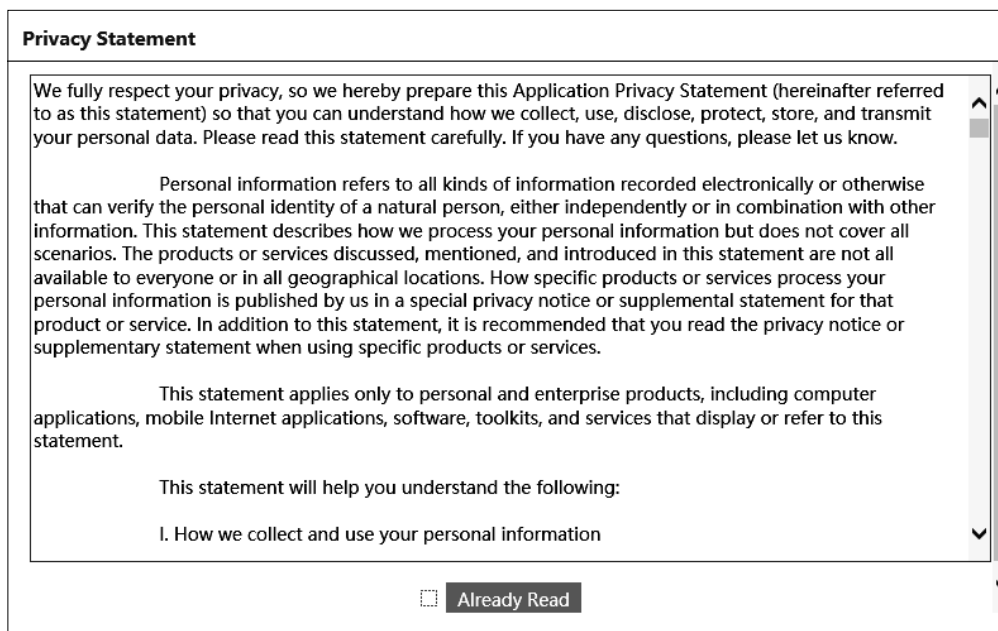 Privacy Statement
We fully respect your privacy, so we hereby prepare this Application Privacy Statement (hereinafter referred
to as this statement) so that you can understand how we collect, use, disclose, protect, store, and transmit
your personal data. Please read this statement carefully. If you have any questions, please let us know.
Personal information refers to all kinds of information recorded electronically or otherwise
that can verify the personal identity of a natural person, either independently or in combination with other
information. This statement describes how we process your personal information but does not cover all
scenarios. The products or services discussed, mentioned, and introduced in this statement are not all
available to everyone or in all geographical locations. How specific products or services process your
personal information is published by us in a special privacy notice or supplemental statement for that
product or service. In addition to this statement, it is recommended that you read the privacy notice or
supplementary statement when using specific products or services.
This statement applies only to personal and enterprise products, including computer
applications, mobile Internet applications, software, toolkits, and services that display or refer to this
statement.
This statement will help you understand the following:
I. How we collect and use your personal information
Already Read